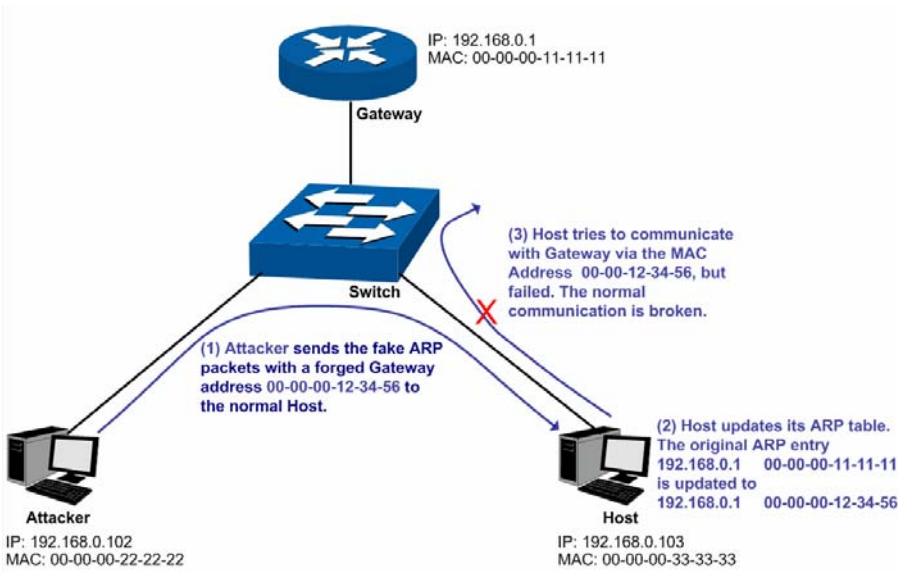 IP: 192.168.0.1
MAC: 00-00-00-11-11-11
Gateway
(3) Host tries to communicate
with Gateway via the MAC
Address 00-00-12-34-56, but
failed. The normal
communication is broken.
Switch
(1) Attacker sends the fake ARP
packets with a forged Gateway
address 00-00-00-12-34-56 to
the normal Host.
(2) Host updates its ARP table.
The original ARP entry
192.168.0.1 00-00-00-11-11-11
is updated to
192.168.0.1 00-00-00-12-34-56
Attacker
IP: 192.168.0.102
MAC: 00-00-00-22-22-22
Host
IP: 192.168.0.103
MAC: 00-00-00-33-33-33